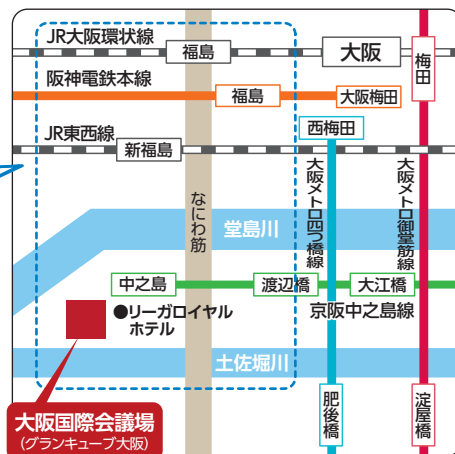 JR大阪環状線
福島
大阪
梅田
阪神電鉄本線
福島
大阪梅田
西梅田
JR東西線
新福島
なにわ筋
大阪メトロ四つ橋線
大阪メトロ御堂筋線
堂島川
中之島
渡辺橋
大江橋
京阪中之島線
●リーガロイヤル
ホテル
土佐堀川
肥後橋
淀屋橋
大阪国際会議場
(グランキューブ大阪)